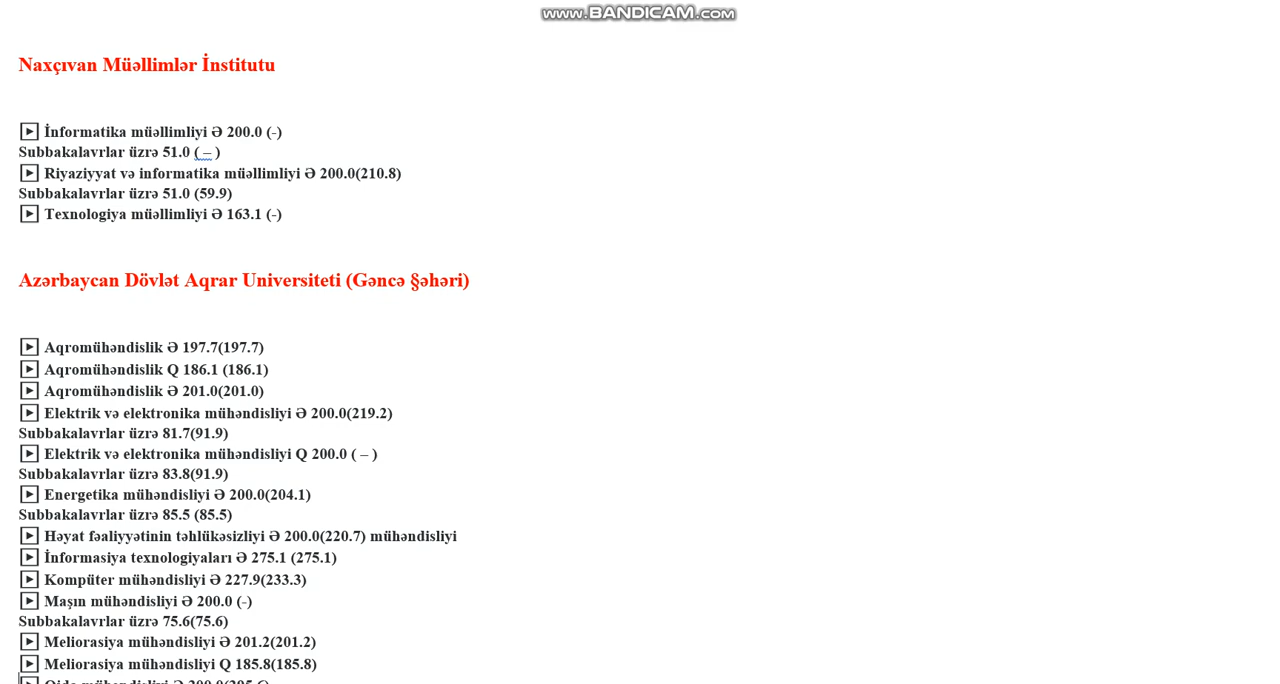 www.BANDICAM.com
Naxçıvan Müəllimlər İnstitutu
İnformatika müəllimliyi Ə 200.0 (-)
Subbakalavrlar üzrə 51.0 ( – )
Riyaziyyat və informatika müəllimliyi Ə 200.0(210.8)
Subbakalavrlar üzrə 51.0 (59.9)
Texnologiya müəllimliyi Ə 163.1 (-)
Azərbaycan Dövlət Aqrar Universiteti (Gəncə §əhəri)
Aqromühəndislik Ə 197.7(197.7)
Aqromühəndislik Q 186.1 (186.1)
Aqromühəndislik Ə 201.0(201.0)
Elektrik və elektronika mühəndisliyi Ə 200.0(219.2)
Subbakalavrlar üzrə 81.7(91.9)
Elektrik və elektronika mühəndisliyi Q 200.0 ( – )
Subbakalavrlar üzrə 83.8(91.9)
Energetika mühəndisliyi Ə 200.0(204.1)
Subbakalavrlar üzrə 85.5 (85.5)
Həyat fəaliyyətinin təhlükəsizliyi Ə 200.0(220.7) mühəndisliyi
İnformasiya texnologiyaları Ə 275.1 (275.1)
Kompüter mühəndisliyi Ə 227.9(233.3)
Maşın mühəndisliyi Ə 200.0 (-)
Subbakalavrlar üzrə 75.6(75.6)
Meliorasiya mühəndisliyi Ə 201.2(201.2)
Meliorasiya mühəndisliyi Q 185.8(185.8)